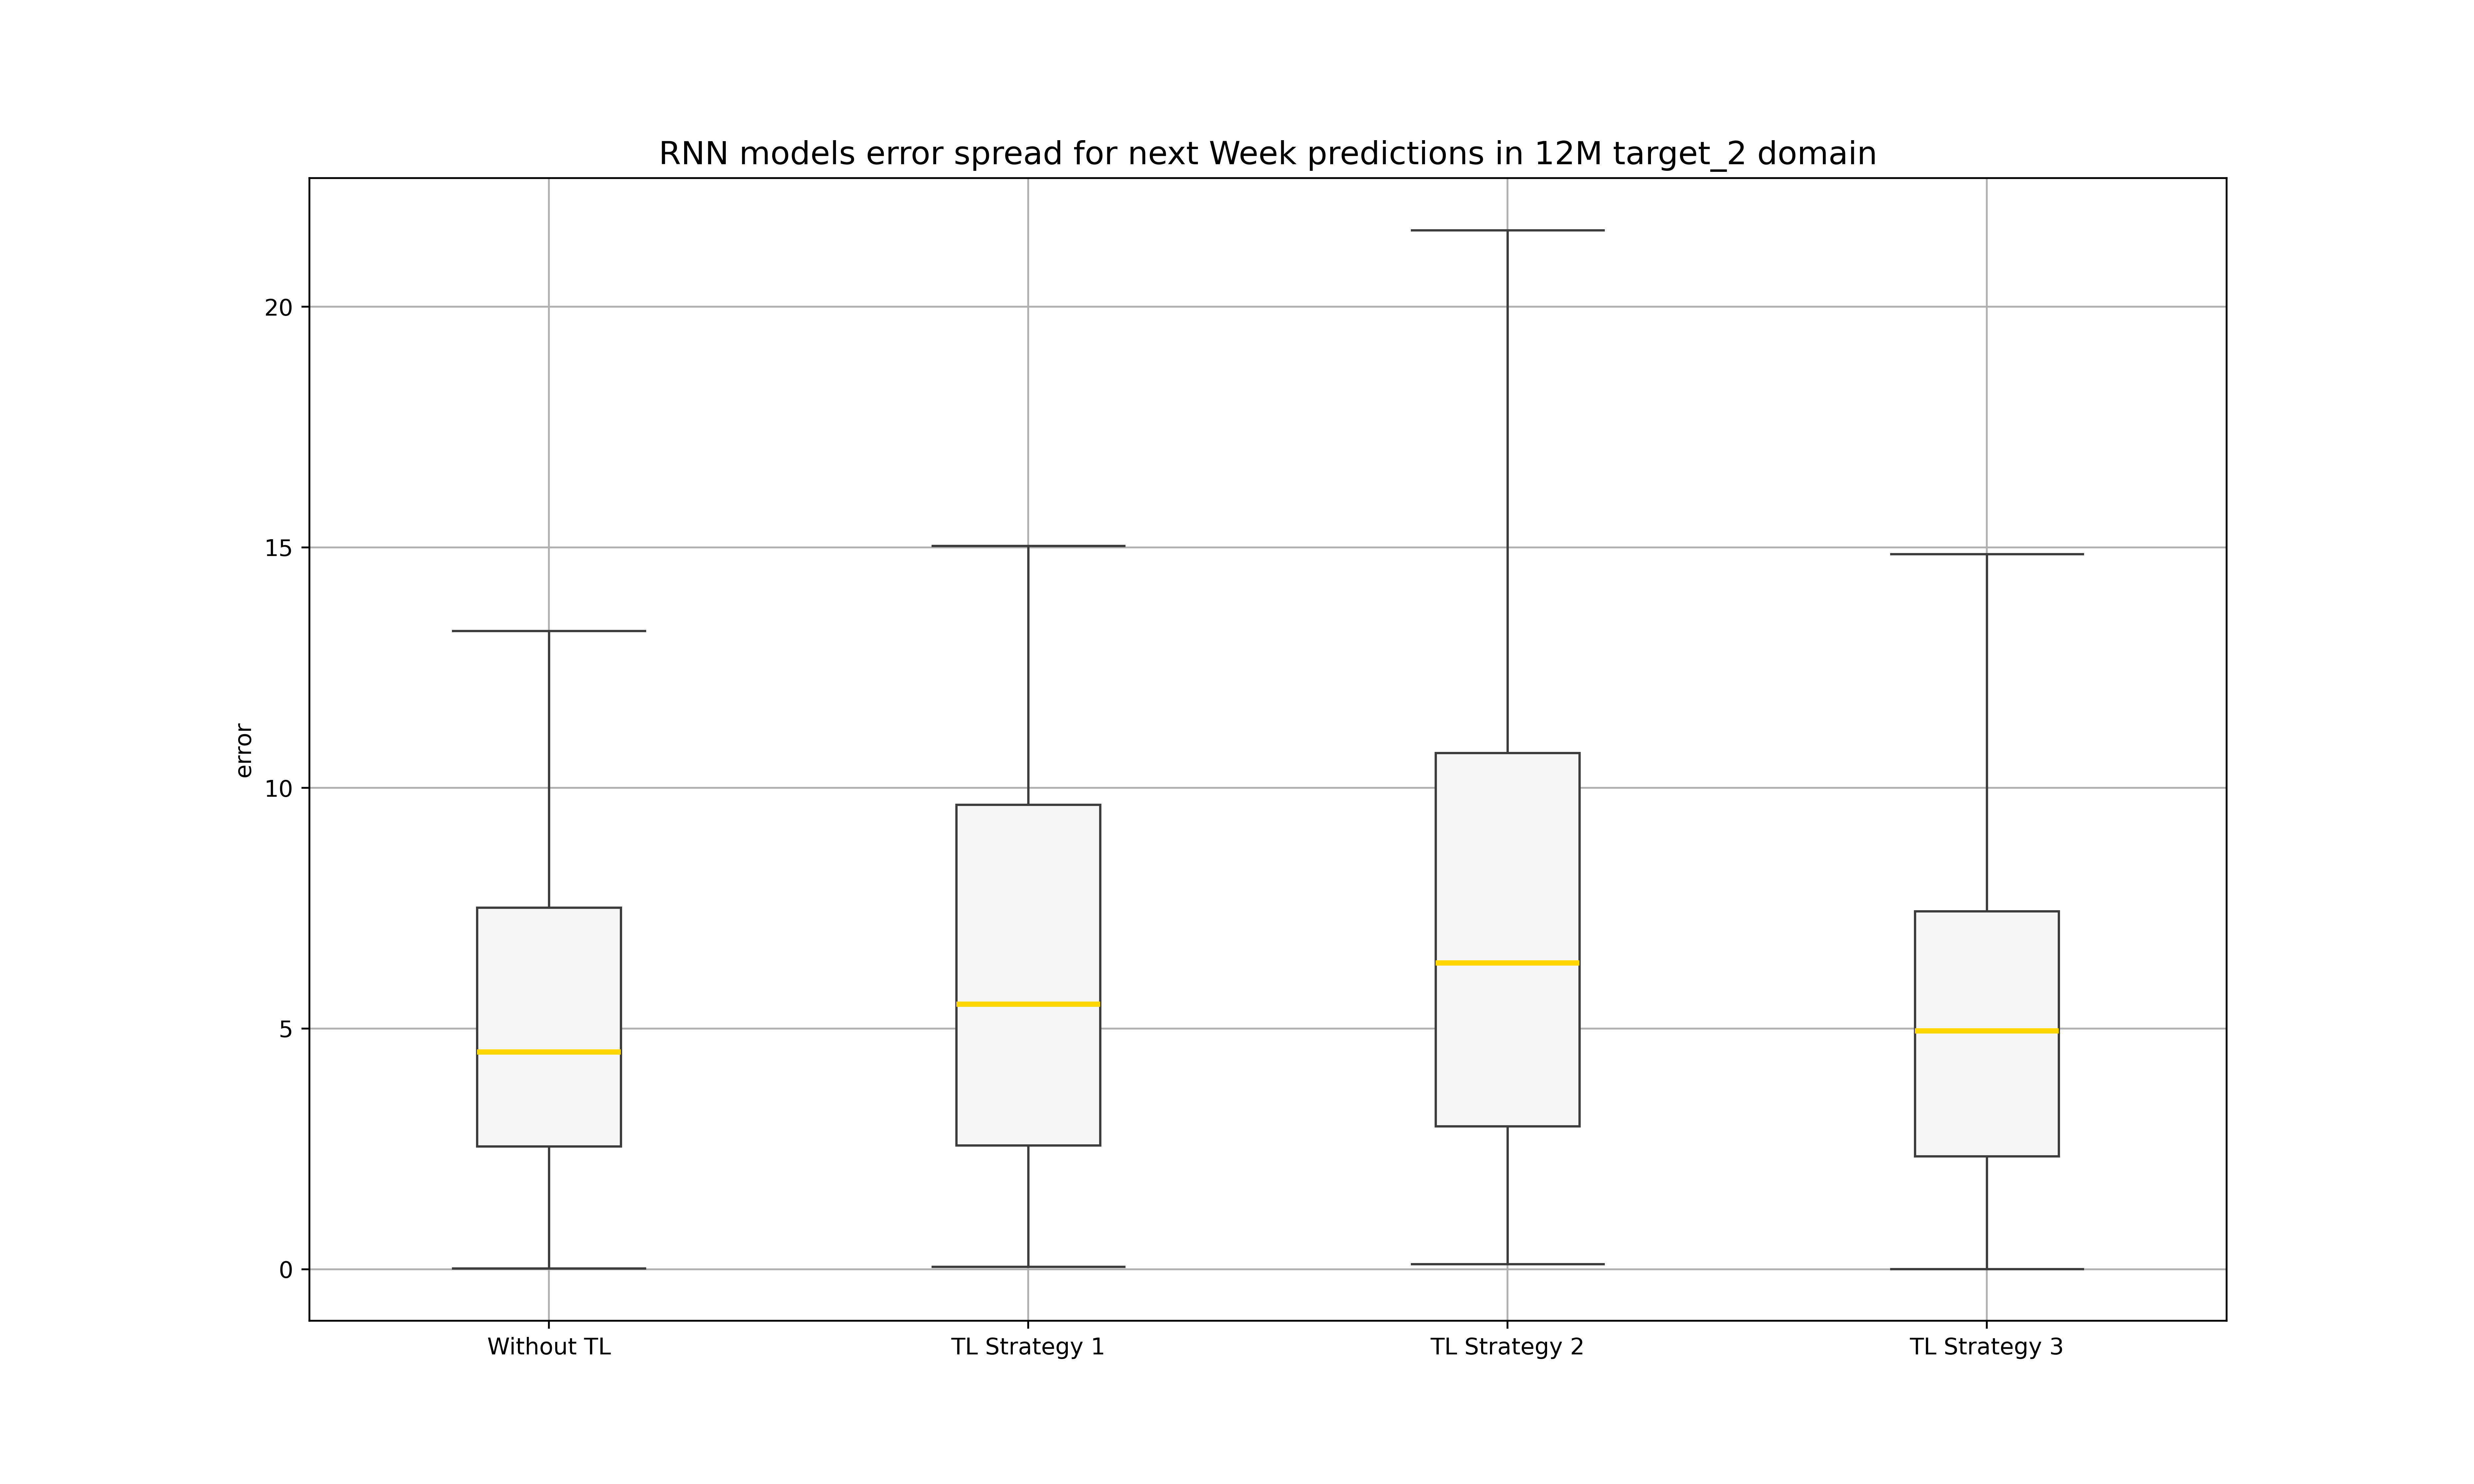 RNN models error spread for next Week predictions in 12M target_2 domain
20
15
10
5
0
error
Without TL
TL Strategy 1
TL Strategy 2
TL Strategy 3